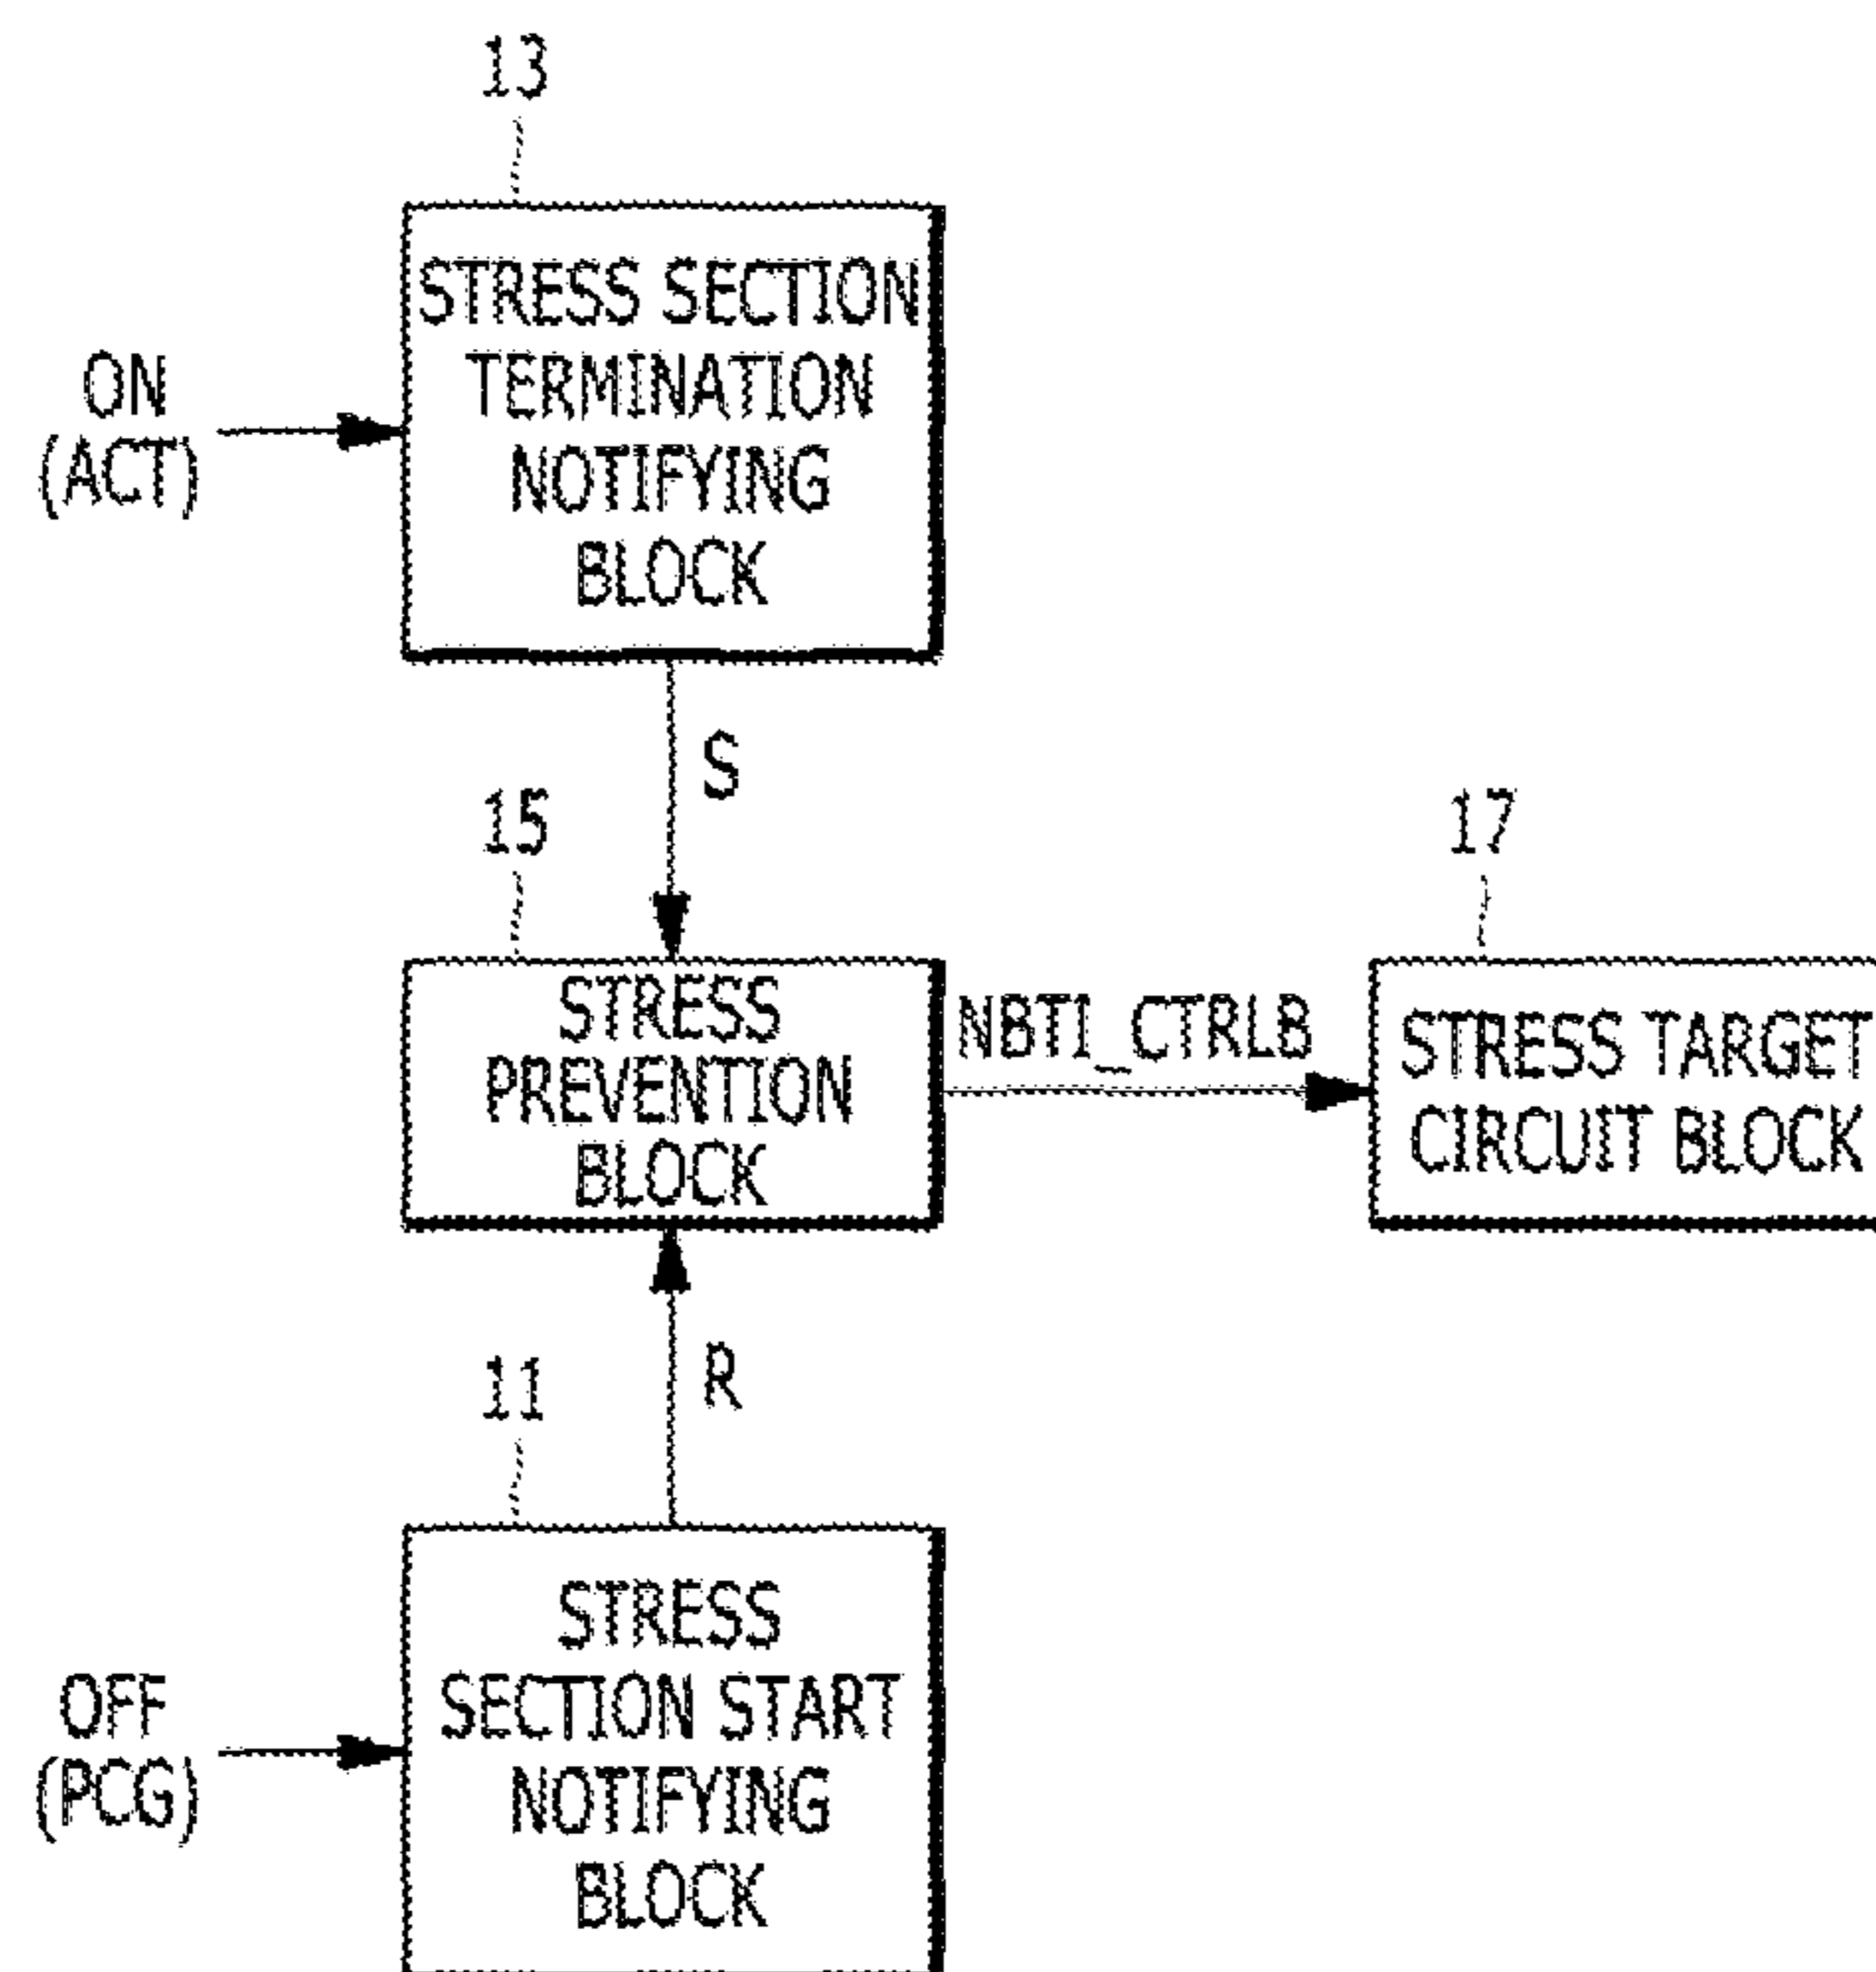 13
STRESS SECTION
TERMINATION
NOTIFYING
BLOCK
ON
(ACT)
S
15
STRESS
PREVENTION
BLOCK
NBTI_CTRLB
17
STRESS TARGET
CIRCUIT BLOCK
R
11
STRESS
SECTION START
NOTIFYING
BLOCK
OFF
(PCG)